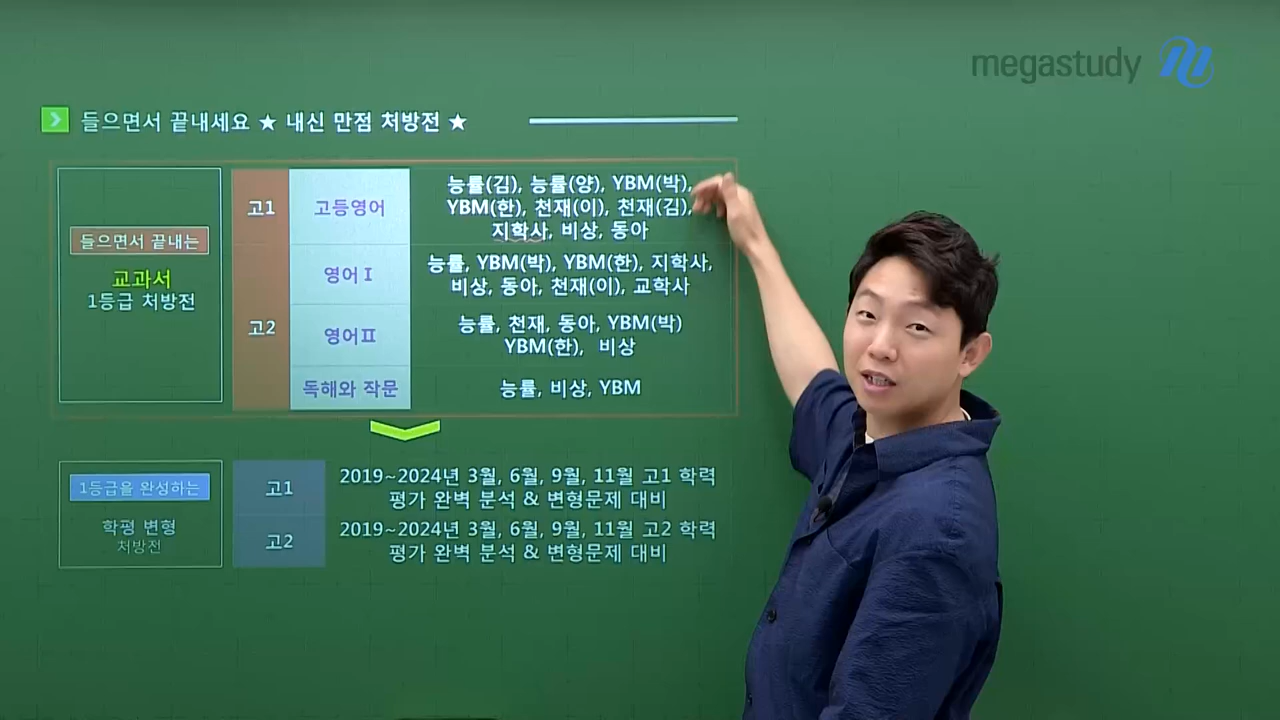 megastudy
들으면서 끝내세요 ★ 내신 만점 처방전 ★
들으면서 끝내는
교과서
1등급 처방전
고1
고등영어
능률(김), 능률(양), YBM(박),
YBM(한), 천재(이), 천재(김),
지학사, 비상, 동아
고2
영어Ⅰ
능률, YBM(박), YBM(한), 지학사,
비상, 동아, 천재(이), 교학사
영어Ⅱ
능률, 천재, 동아, YBM(박)
YBM(한), 비상
독해와 작문
능률, 비상, YBM
1등급을 완성하는
학평 변형
처방전
고1
2019~2024년 3월, 6월, 9월, 11월 고1 학력
평가 완벽 분석 & 변형문제 대비
고2
2019~2024년 3월, 6월, 9월, 11월 고2 학력
평가 완벽 분석 & 변형문제 대비